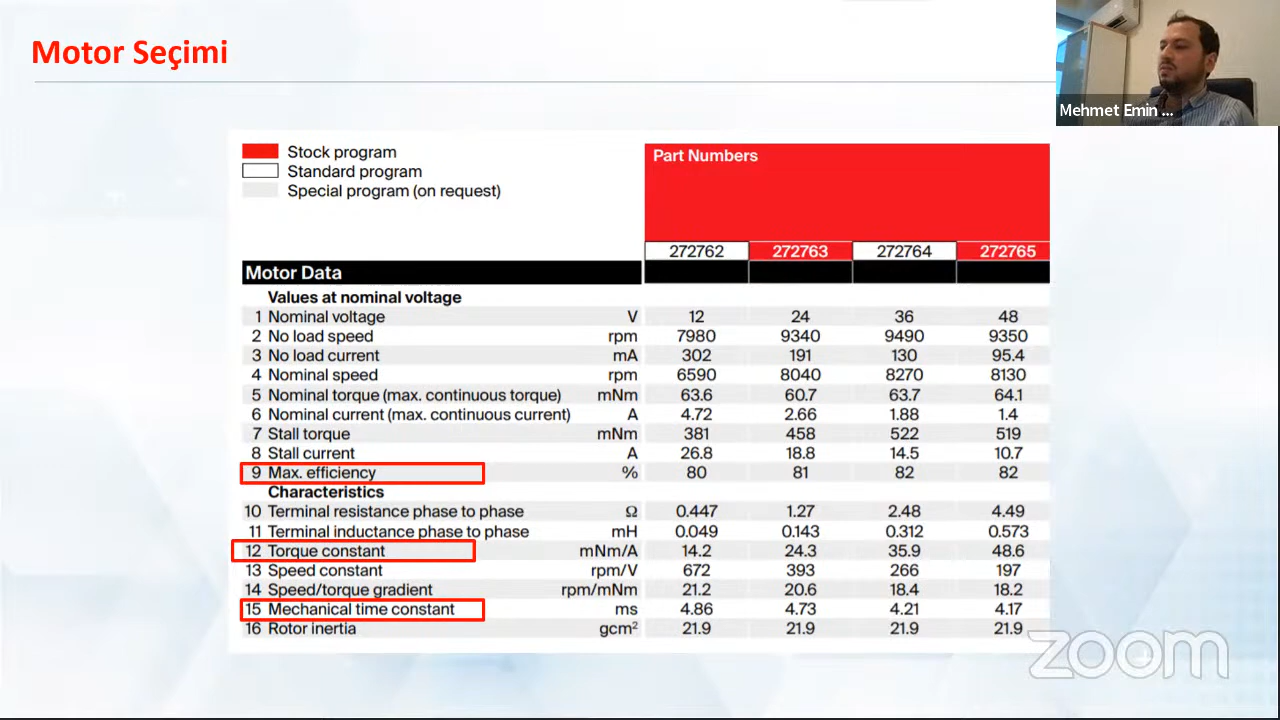 Motor Seçimi
Mehmet Emin ...
Stock program
Standard program
Special program (on request)
Part Numbers
272762 272763 272764 272765
Motor Data
Values at nominal voltage
1 Nominal voltage V 12 24 36 48
2 No load speed rpm 7980 9340 9490 9350
3 No load current mA 302 191 130 95.4
4 Nominal speed rpm 6590 8040 8270 8130
5 Nominal torque (max. continuous torque) mNm 63.6 60.7 63.7 64.1
6 Nominal current (max. continuous current) A 4.72 2.66 1.88 1.4
7 Stall torque mNm 381 458 522 519
8 Stall current A 26.8 18.8 14.5 10.7
9 Max. efficiency % 80 81 82 82
Characteristics
10 Terminal resistance phase to phase Ω 0.447 1.27 2.48 4.49
11 Terminal inductance phase to phase mH 0.049 0.143 0.312 0.573
12 Torque constant mNm/A 14.2 24.3 35.9 48.6
13 Speed constant rpm/V 672 393 266 197
14 Speed/torque gradient rpm/mNm 21.2 20.6 18.4 18.2
15 Mechanical time constant ms 4.86 4.73 4.21 4.17
16 Rotor inertia gcm² 21.9 21.9 21.9 21.9
zoom